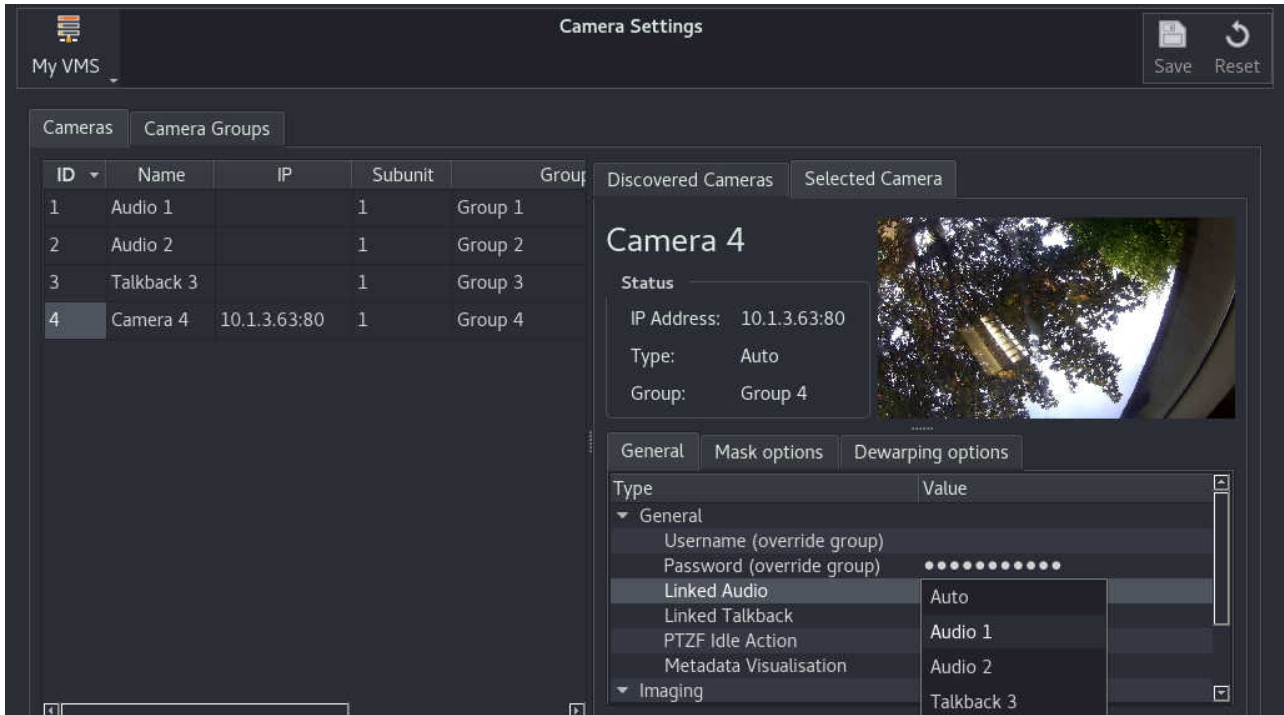 Camera Settings
My VMS
Save Reset
Cameras Camera Groups
ID Name IP Subunit Group
1 Audio 1 1 Group 1
2 Audio 2 1 Group 2
3 Talkback 3 1 Group 3
4 Camera 4 10.1.3.63:80 1 Group 4
Discovered Cameras Selected Camera
Camera 4
Status
IP Address: 10.1.3.63:80
Type: Auto
Group: Group 4
General Mask options Dewarping options
Type Value
General
Username (override group)
Password (override group) ●●●●●●●●●●●
Linked Audio
Linked Talkback
PTZF Idle Action
Metadata Visualisation
Imaging
Auto
Audio 1
Audio 2
Talkback 3